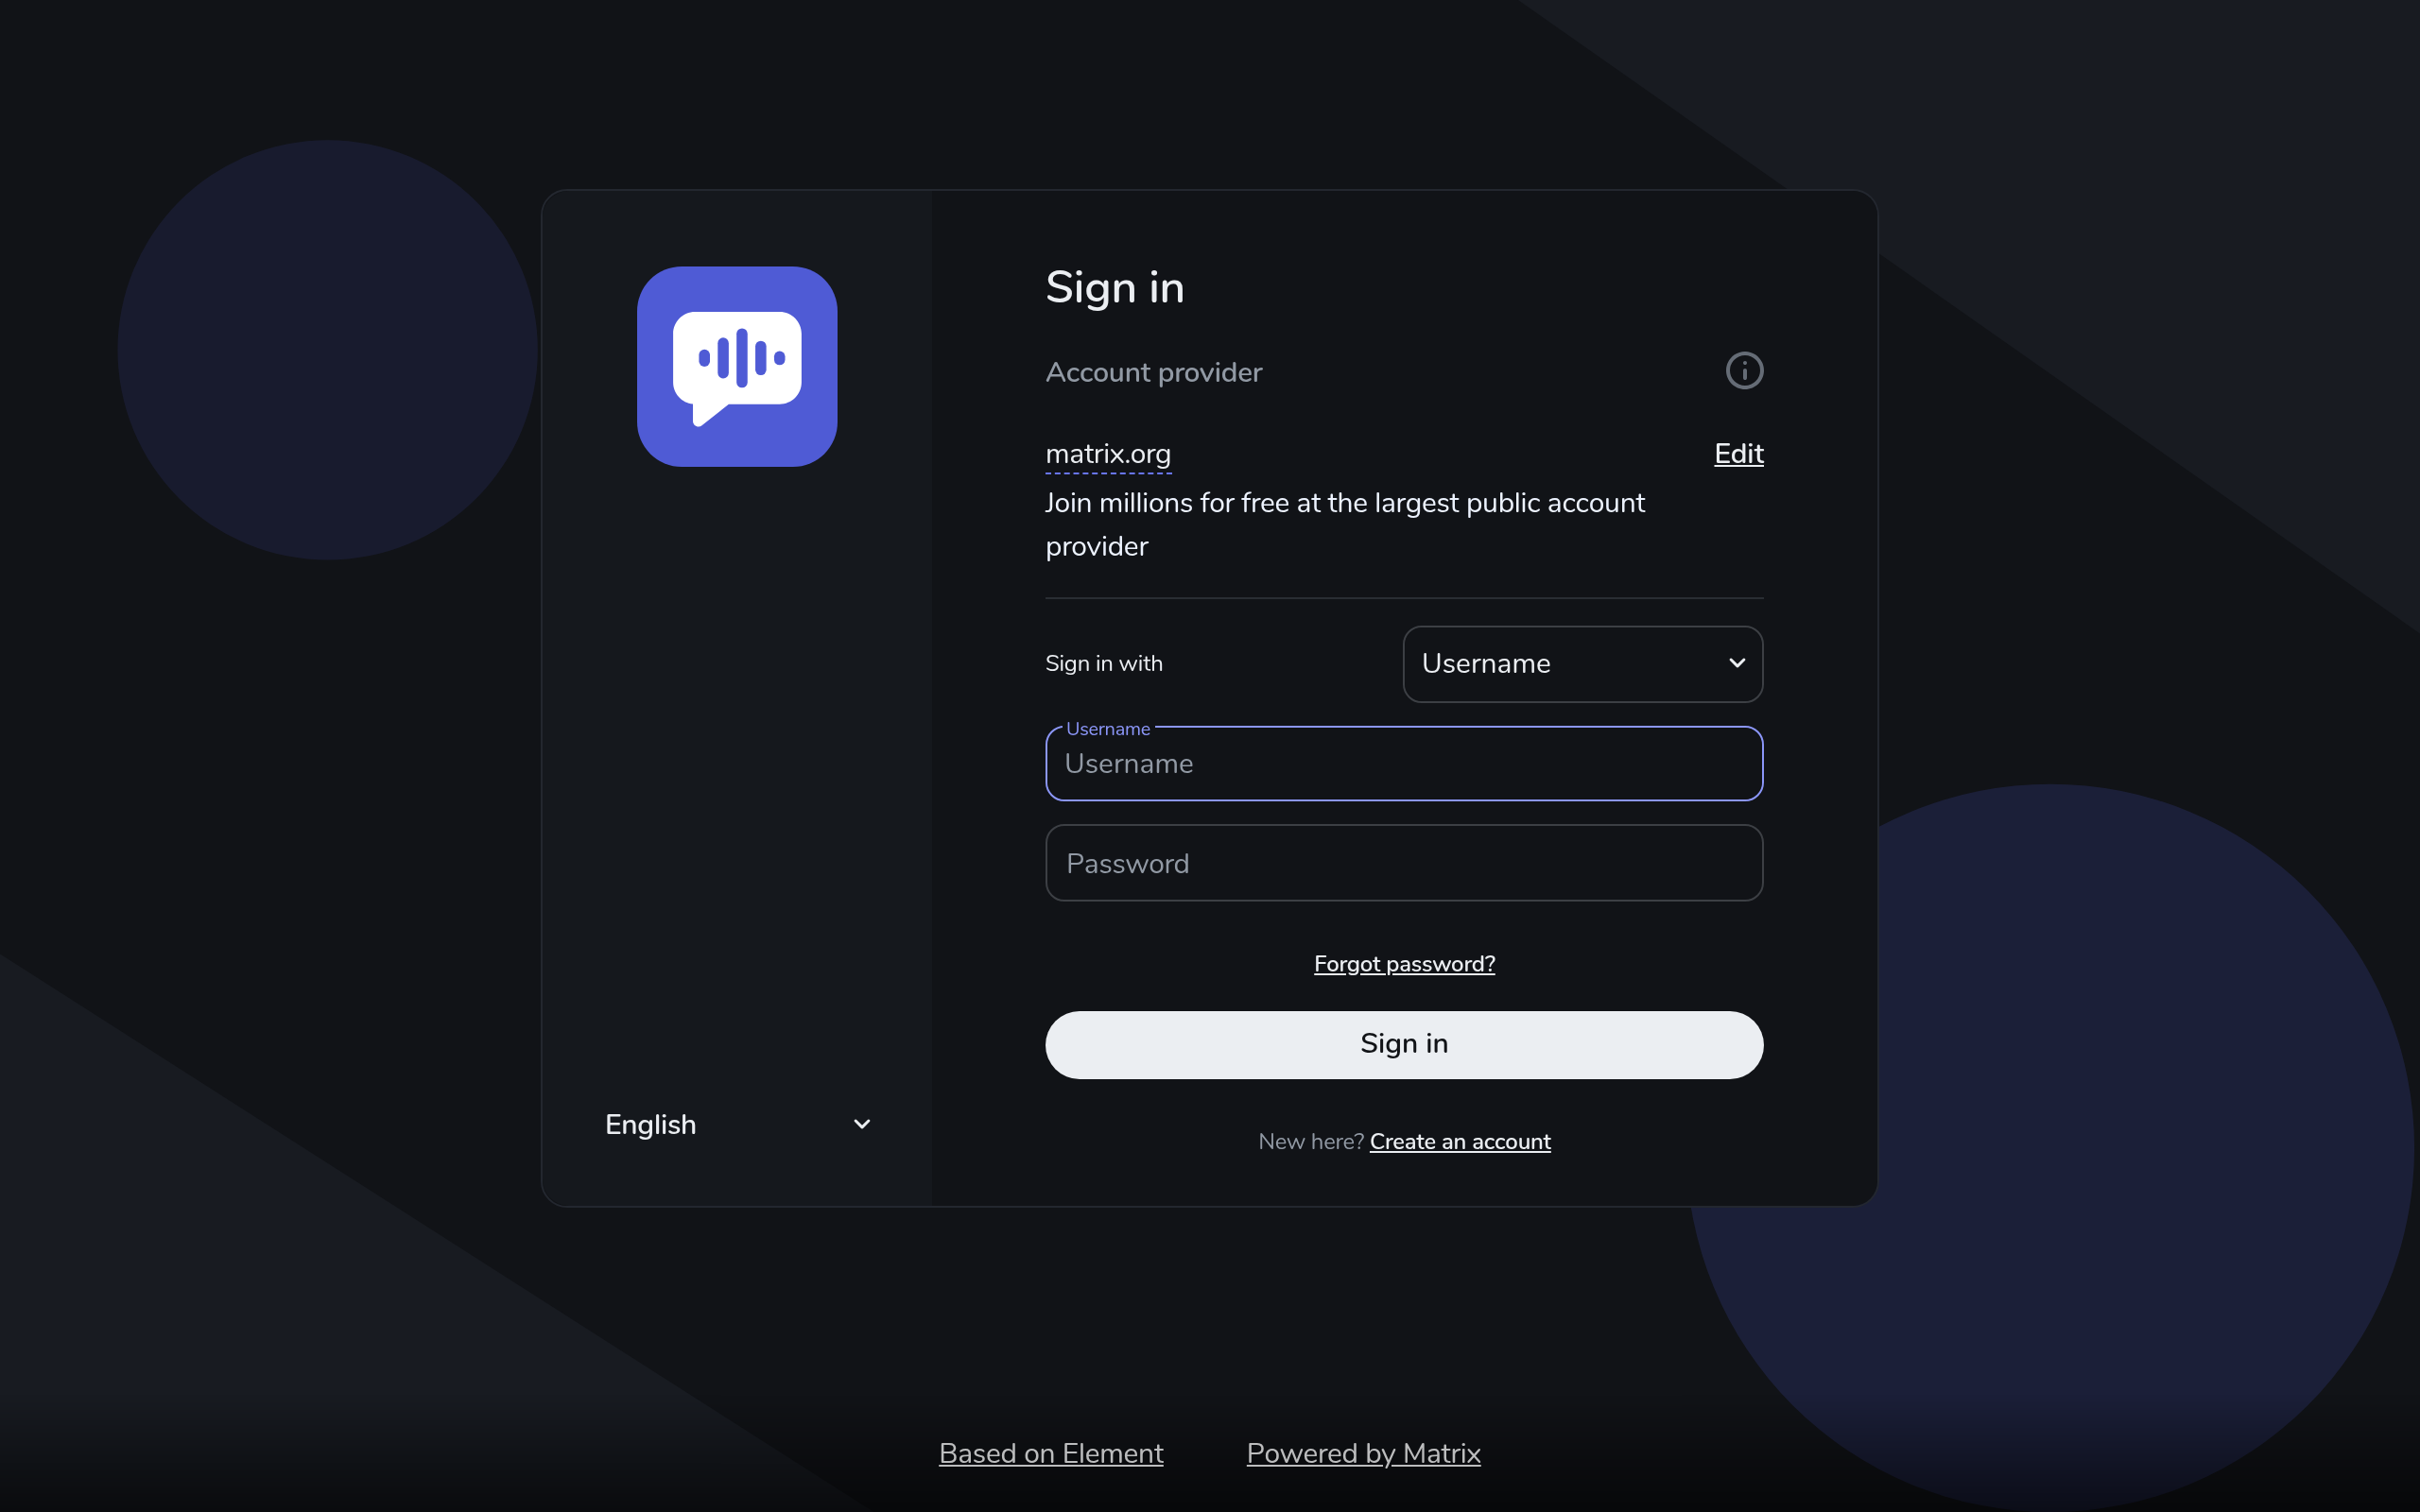 Sign in
Account provider
matrix.org
Edit
Join millions for free at the largest public account
provider
Sign in with
Username
Username
Username
Password
Forgot password?
Sign in
English
New here? Create an account
Based on Element
Powered by Matrix